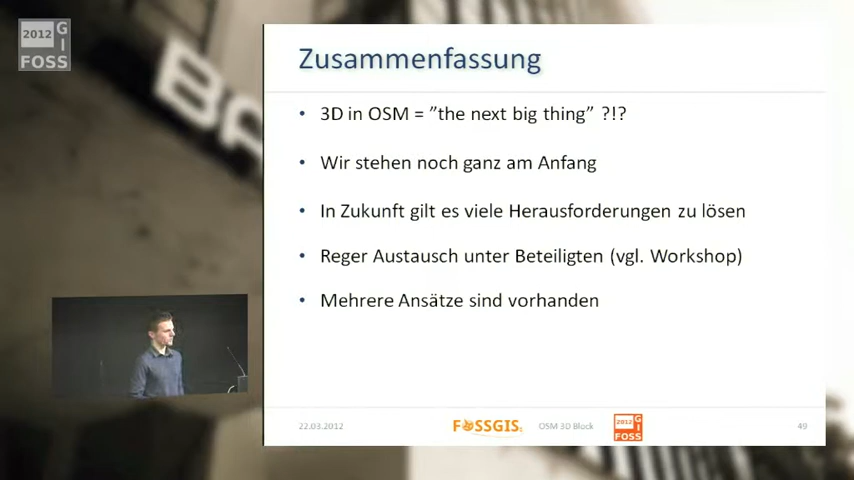 2012
GI
FOSS
BA
Zusammenfassung
• 3D in OSM = ”the next big thing” ?!?
• Wir stehen noch ganz am Anfang
• In Zukunft gilt es viele Herausforderungen zu lösen
• Reger Austausch unter Beteiligten (vgl. Workshop)
• Mehrere Ansätze sind vorhanden
22.03.2012 FOSSGIS OSM 3D Block 2012 GI FOSS 49